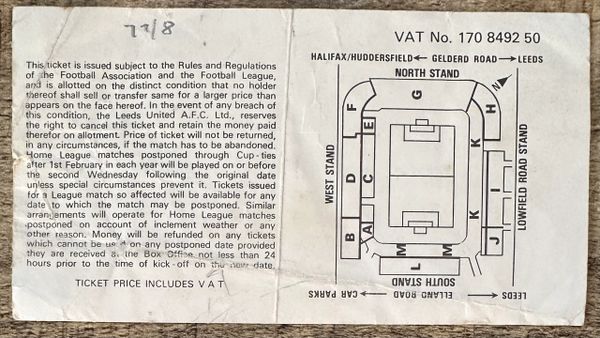 77/8
This ticket is issued subject to the Rules and Regulations
of the Football Association and the Football League,
and is allotted on the distinct condition that no holder
thereof shall sell or transfer same for a larger price than
appears on the face hereof. In the event of any breach of
this condition, the Leeds United A.F.C. Ltd., reserves
the right to cancel this ticket and retain the money paid
therefor on allotment. Price of ticket will not be returned,
in any circumstances, if the match has to be abandoned.
Home League matches postponed through Cup-ties
after 1st February in each year will be played on or before
the second Wednesday following the original date
unless special circumstances prevent it. Tickets issued
for a League match so affected will be available for any
date to which the match may be postponed. Similar
arrangements will operate for Home League matches
postponed on account of inclement weather or any
other reason. Money will be refunded on any tickets
which cannot be used on any postponed date provided
they are received at the Box Office not less than 24
hours prior to the time of kick-off on the new date.
TICKET PRICE INCLUDES V A T
VAT No. 170 8492 50
HALIFAX/HUDDERSFIELD GELDERD ROAD LEEDS
NORTH STAND
N
F
G
H
E
K
WEST STAND
D
C
I
LOWFIELD ROAD STAND
K
B
A
J
M
M
L
SOUTH STAND
CAR PARKS ELLAND ROAD LEEDS